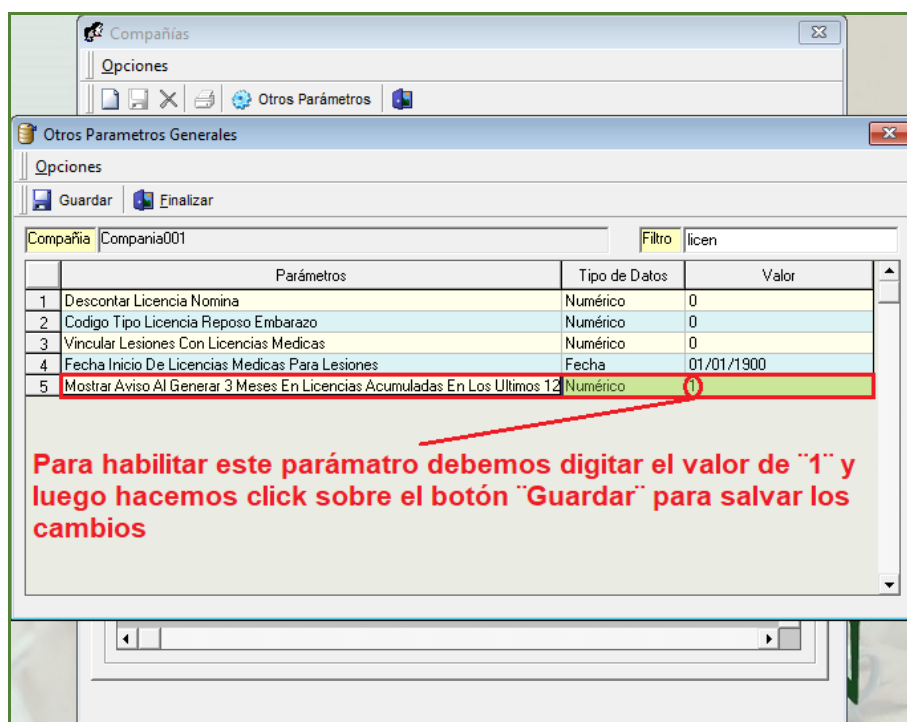 Compañías
Opciones
Otros Parámetros
Otros Parametros Generales
Opciones
Guardar Finalizar
Compañia Compania001 Filtro licen
Parámetros Tipo de Datos Valor
1 Descontar Licencia Nomina Numérico 0
2 Codigo Tipo Licencia Reposo Embarazo Numérico 0
3 Vincular Lesiones Con Licencias Medicas Numérico 0
4 Fecha Inicio De Licencias Medicas Para Lesiones Fecha 01/01/1900
5 Mostrar Aviso Al Generar 3 Meses En Licencias Acumuladas En Los Ultimos 12 Numérico 1
Para habilitar este parámatro debemos digitar el valor de ¨1¨ y
luego hacemos click sobre el botón ¨Guardar¨ para salvar los
cambios